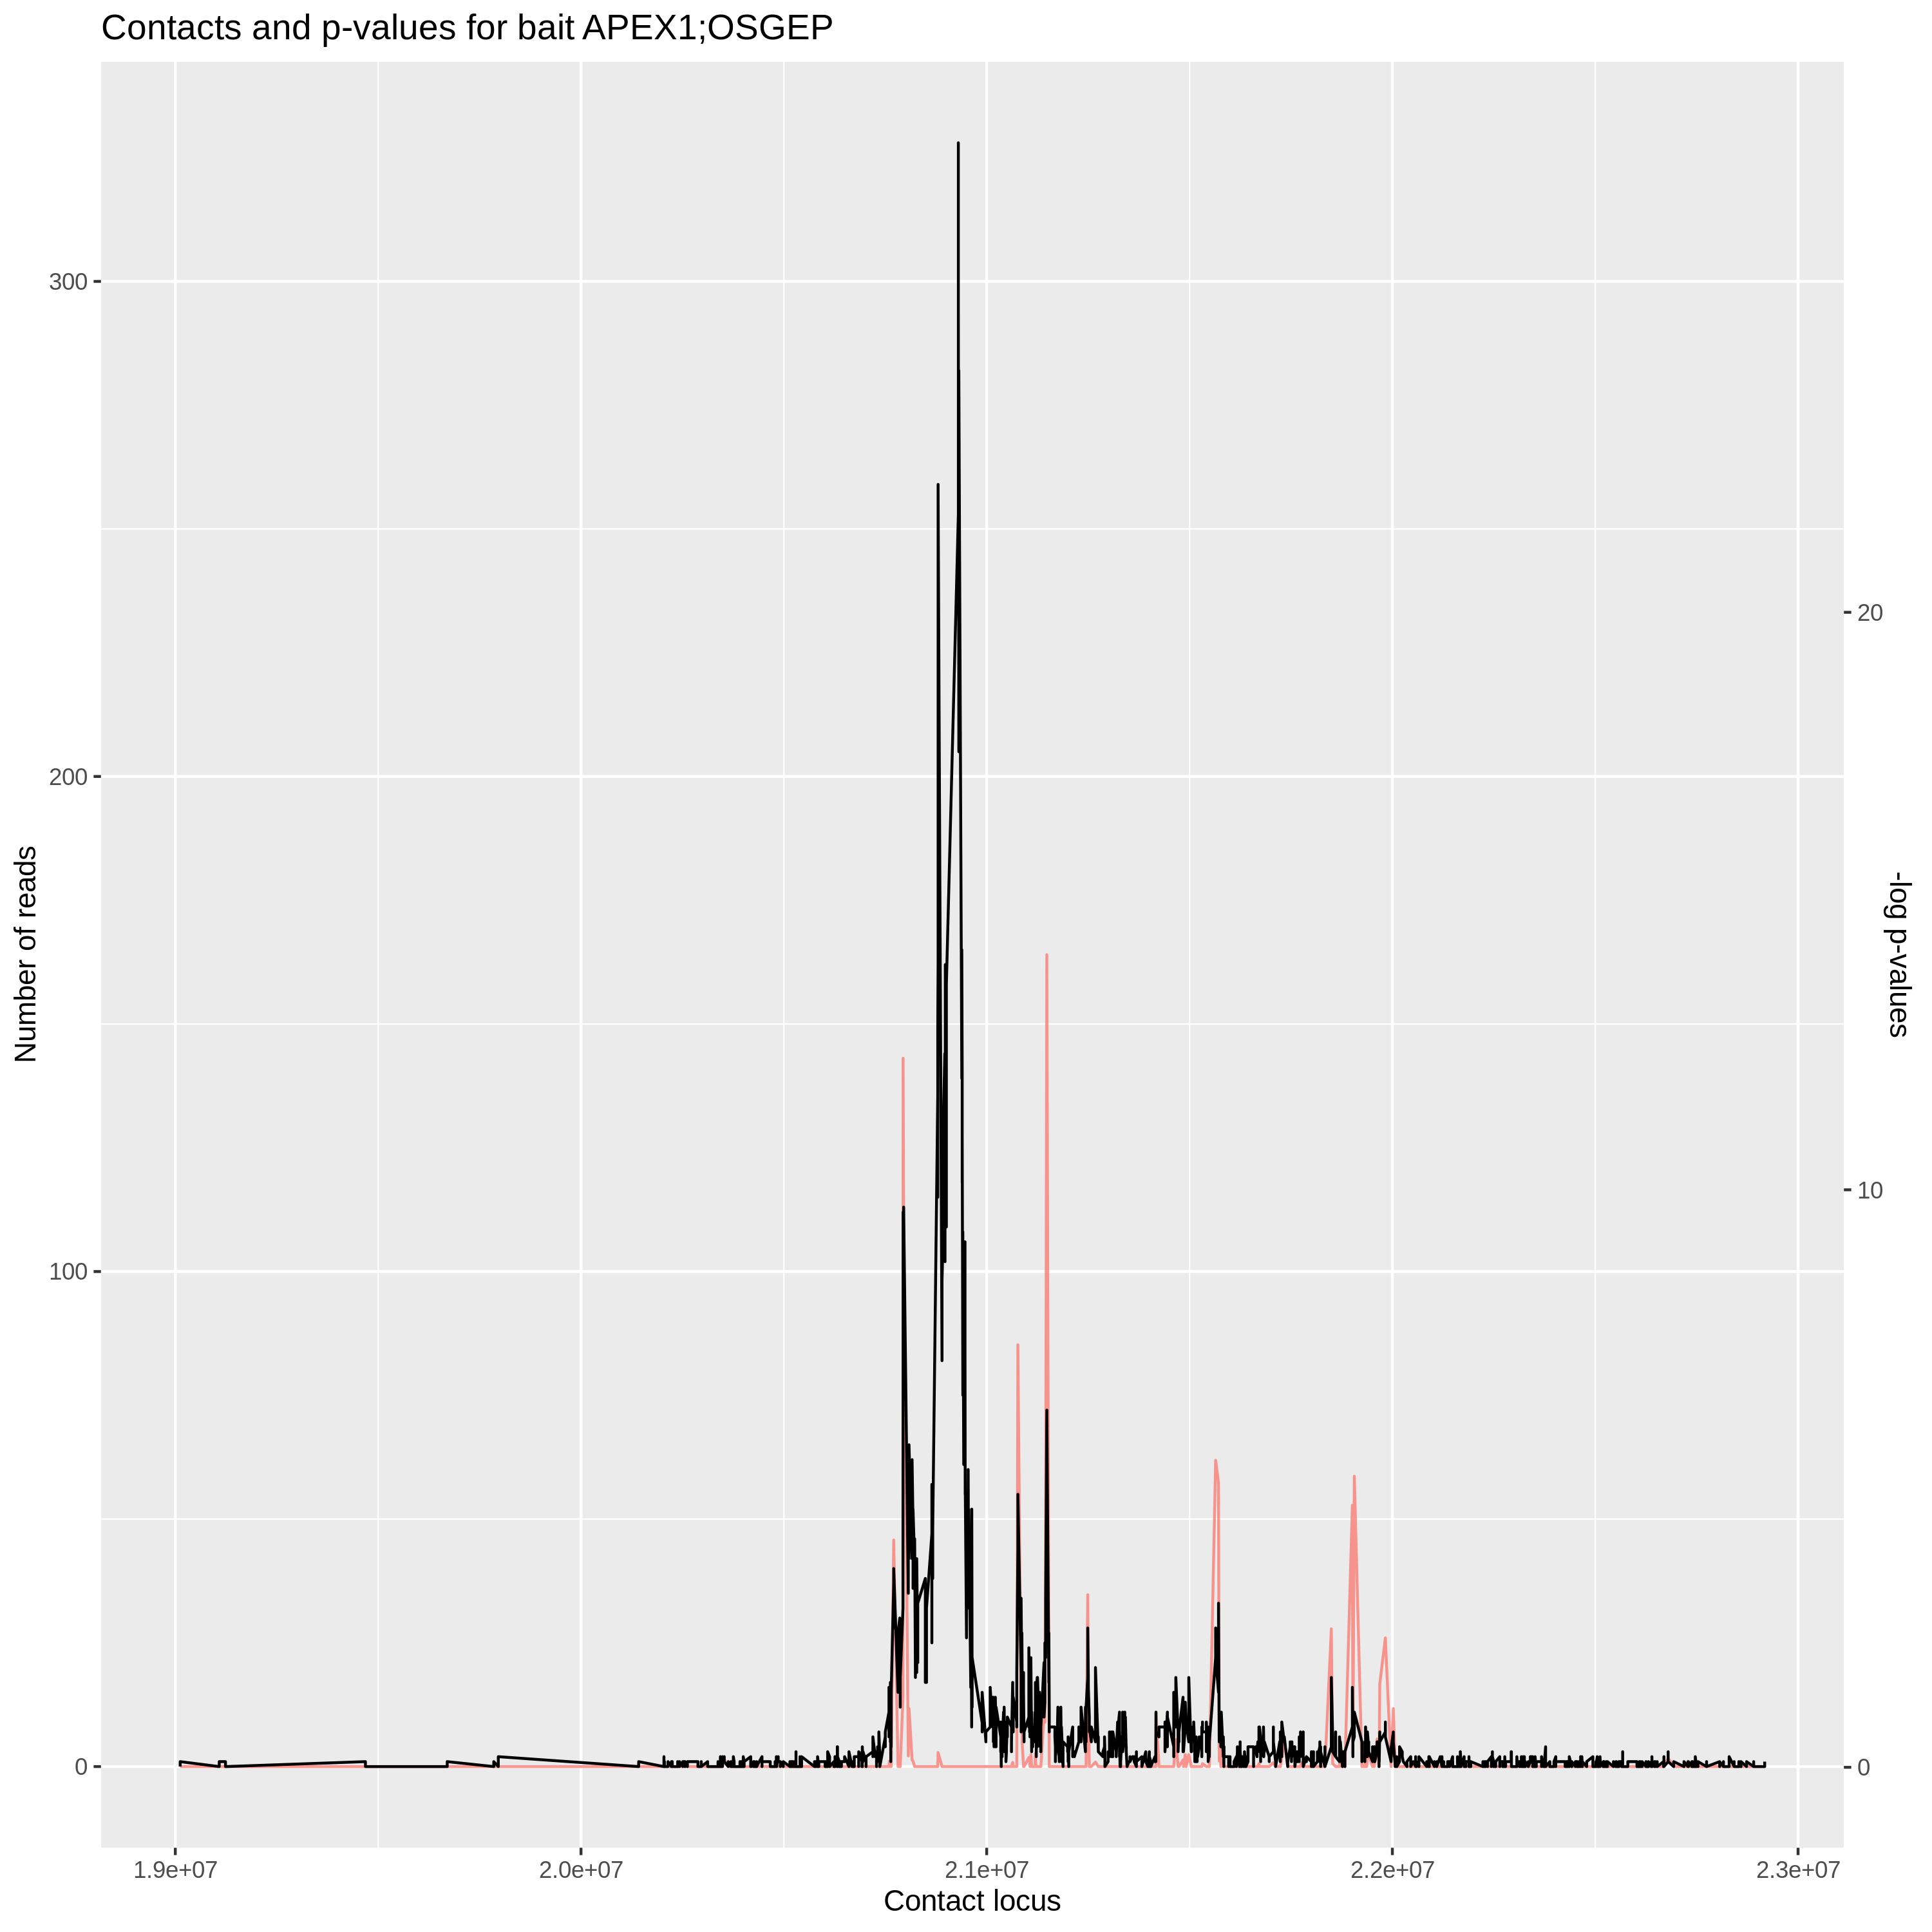 Contacts and p-values for bait APEX1;OSGEP
300
200
100
0
Number of reads
20
10
0
-log p-values
1.9e+07
2.0e+07
2.1e+07
2.2e+07
2.3e+07
Contact locus